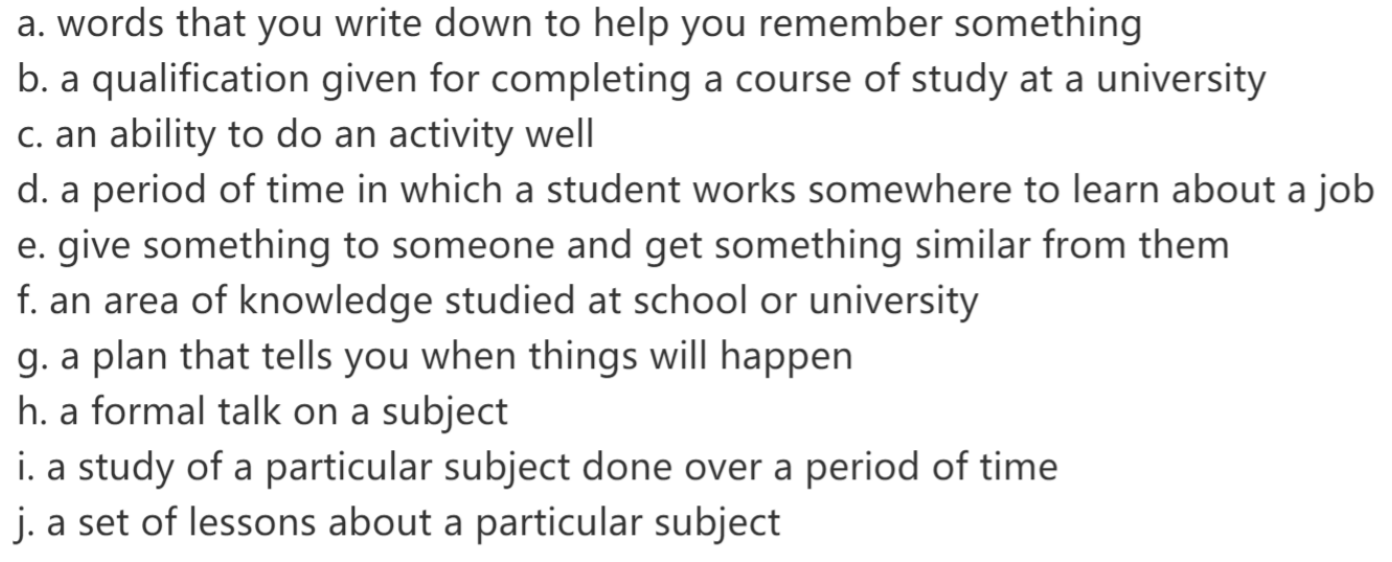 a. words that you write down to help you remember something
b. a qualification given for completing a course of study at a university
c. an ability to do an activity well
d. a period of time in which a student works somewhere to learn about a job
e. give something to someone and get something similar from them
f. an area of knowledge studied at school or university
g. a plan that tells you when things will happen
h. a formal talk on a subject
i. a study of a particular subject done over a period of time
j. a set of lessons about a particular subject